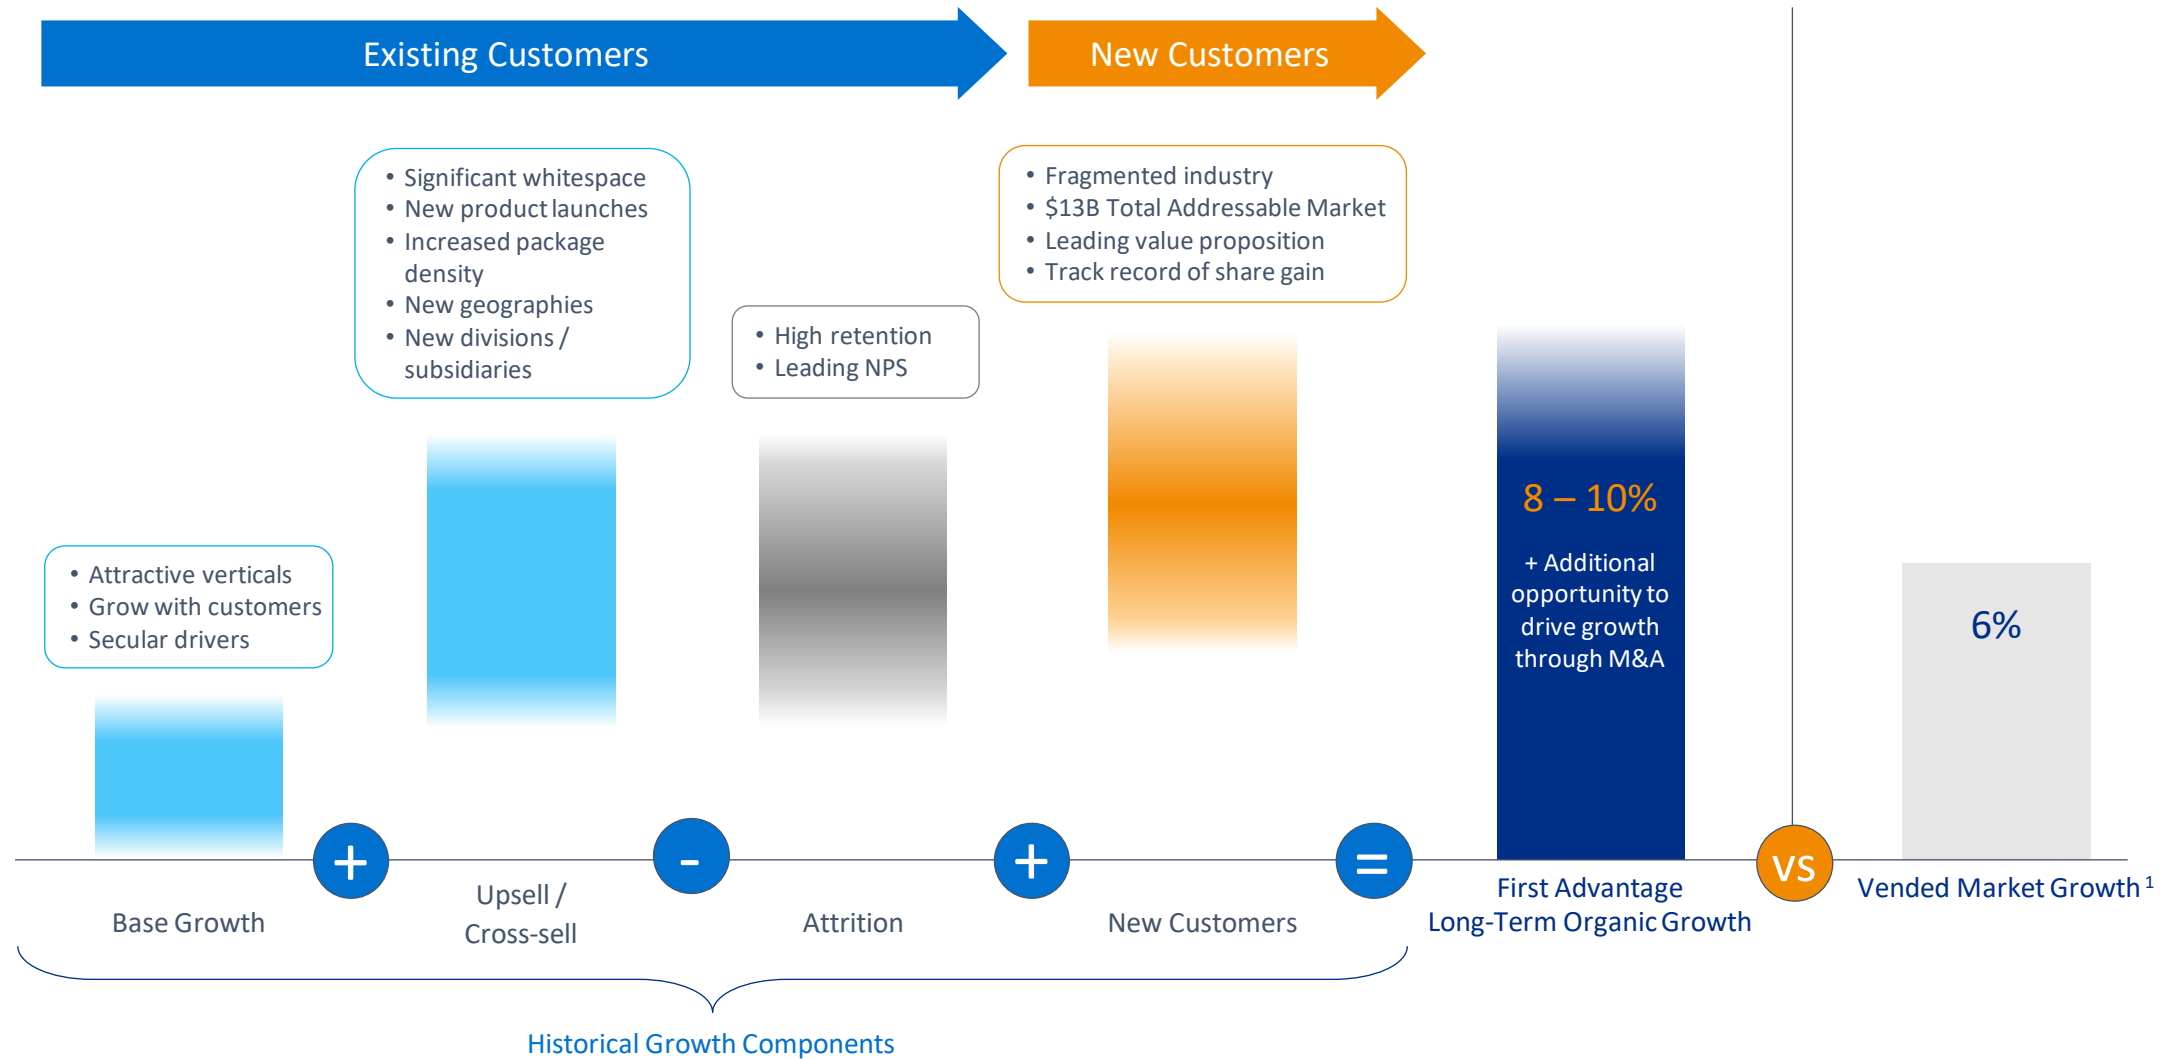 Existing Customers
New Customers
• Significant whitespace
• New product launches
• Increased package
density
• New geographies
• New divisions /
subsidiaries
• Fragmented industry
• $13B Total Addressable Market
• Leading value proposition
• Track record of share gain
• High retention
• Leading NPS
• Attractive verticals
• Grow with customers
• Secular drivers
8 – 10%
+ Additional
opportunity to
drive growth
through M&A
6%
+
-
+
=
vs
Base Growth
Upsell /
Cross-sell
Attrition
New Customers
First Advantage
Long-Term Organic Growth
Vended Market Growth 1
Historical Growth Components